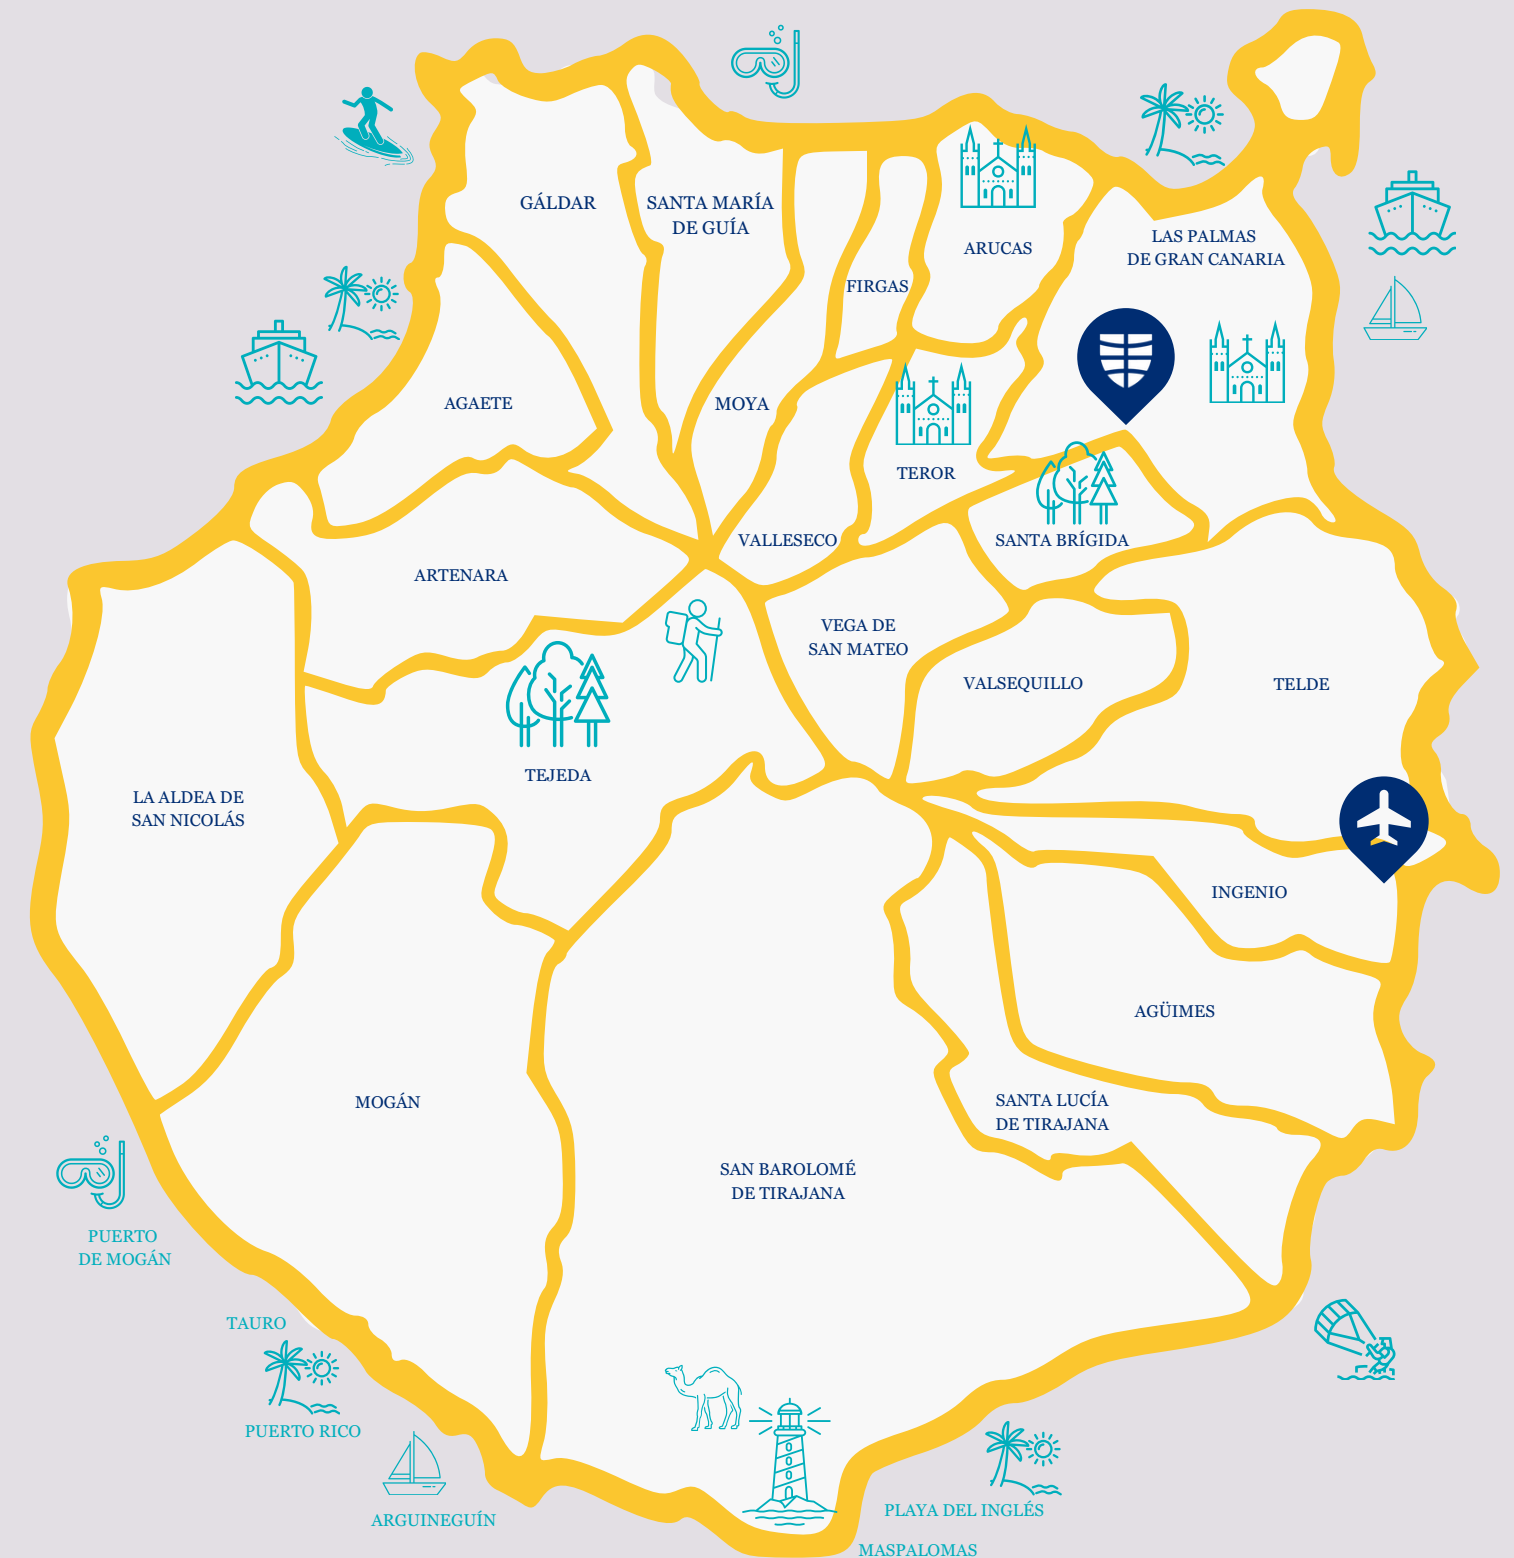 GÁLDAR
SANTA MARÍA
DE GUÍA
ARUCAS
LAS PALMAS
DE GRAN CANARIA
FIRGAS
AGAETE
MOYA
TEROR
VALLESECO
SANTA BRÍGIDA
ARTENARA
VEGA DE
SAN MATEO
VALSEQUILLO
TELDE
TEJEDA
LA ALDEA DE
SAN NICOLÁS
INGENIO
AGÜIMES
MOGÁN
SANTA LUCÍA
DE TIRAJANA
SAN BAROLOMÉ
DE TIRAJANA
PUERTO
DE MOGÁN
TAURO
PUERTO RICO
ARGUINEGUÍN
PLAYA DEL INGLÉS
MASPALOMAS